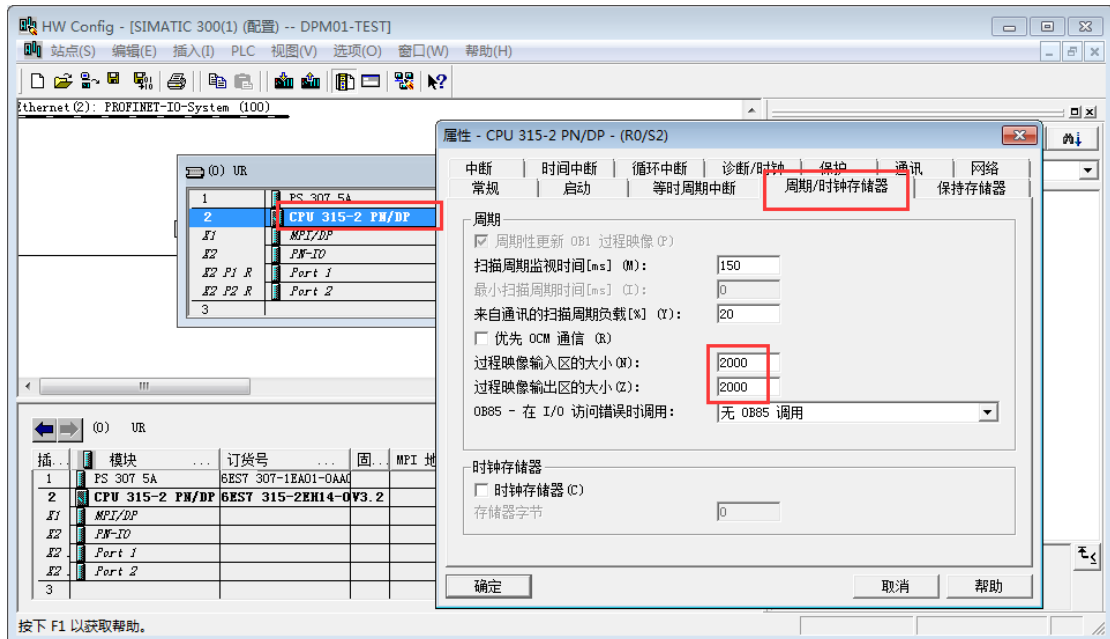 HW Config - [SIMATIC 300(1) (配置) -- DPM01-TEST]
站点(S) 编辑(E) 插入(I) PLC 视图(V) 选项(O) 窗口(W) 帮助(H)
Ethernet(2): PROFINET-IO-System (100)
(0) UR
1 PS 307 5A
2 CPU 315-2 PN/DP
X1 MPI/DP
X2 PN-IO
X2 P1 R Port 1
X2 P2 R Port 2
3
属性 - CPU 315-2 PN/DP - (R0/S2)
中断 时间中断 循环中断 诊断/时钟 保护 通讯 网络
常规 启动 等时周期中断 周期/时钟存储器 保持存储器
周期
周期性更新 OB1 过程映像(P)
扫描周期监视时间[ms] (M): 150
最小扫描周期时间[ms] (I): 0
来自通讯的扫描周期负载[%] (Y): 20
优先 OCM 通信 (R)
过程映像输入区的大小(N): 2000
过程映像输出区的大小(Z): 2000
OB85 - 在 I/O 访问错误时调用: 无 OB85 调用
时钟存储器
时钟存储器(C)
存储器字节 0
确定 取消 帮助
(0) UR
插... 模块 ... 订货号 ... 固... MPI 地
1 PS 307 5A 6ES7 307-1EA01-0AA0
2 CPU 315-2 PN/DP 6ES7 315-2EH14-0 V3.2
X1 MPI/DP
X2 PN-IO
X2 . Port 1
X2 . Port 2
3
按下 F1 以获取帮助。